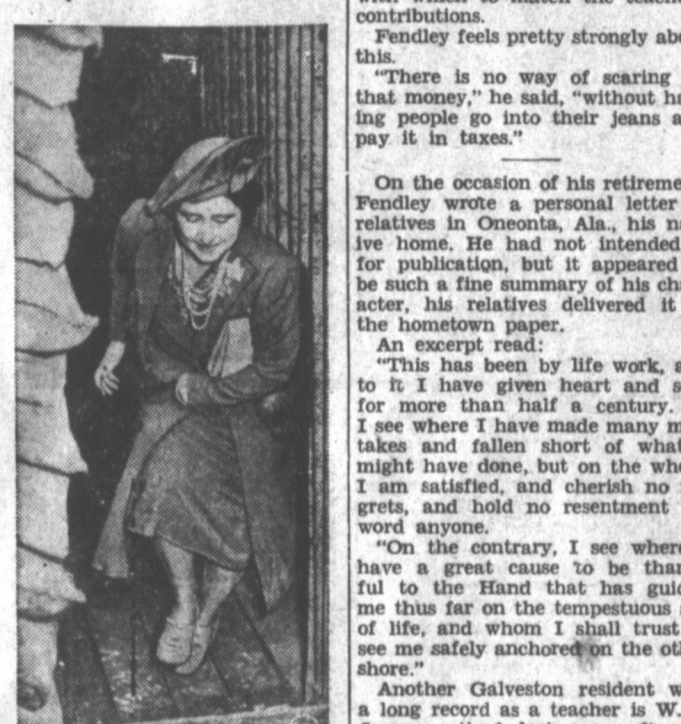 contributions.
Fendley feels pretty strongly abo
this.
"There is no way of scaring
that money," he said, "without ha
ing people go into their jeans a
pay it in taxes."
On the occasion of his retireme
Fendley wrote a personal letter
relatives in Oneonta, Ala., his na
ive home. He had not intended
for publication, but it appeared
be such a fine summary of his cha
acter, his relatives delivered it
the hometown paper.
An excerpt read:
"This has been by life work, a
to it I have given heart and s
for more than half a century.
I see where I have made many m
takes and fallen short of what
might have done, but on the who
I am satisfied, and cherish no
grets, and hold no resentment
word anyone.
"On the contrary, I see where
have a great cause to be than
ful to the Hand that has guid
me thus far on the tempestuous
of life, and whom I shall trust
see me safely anchored on the oth
shore."
Another Galveston resident w
a long record as a teacher is W.